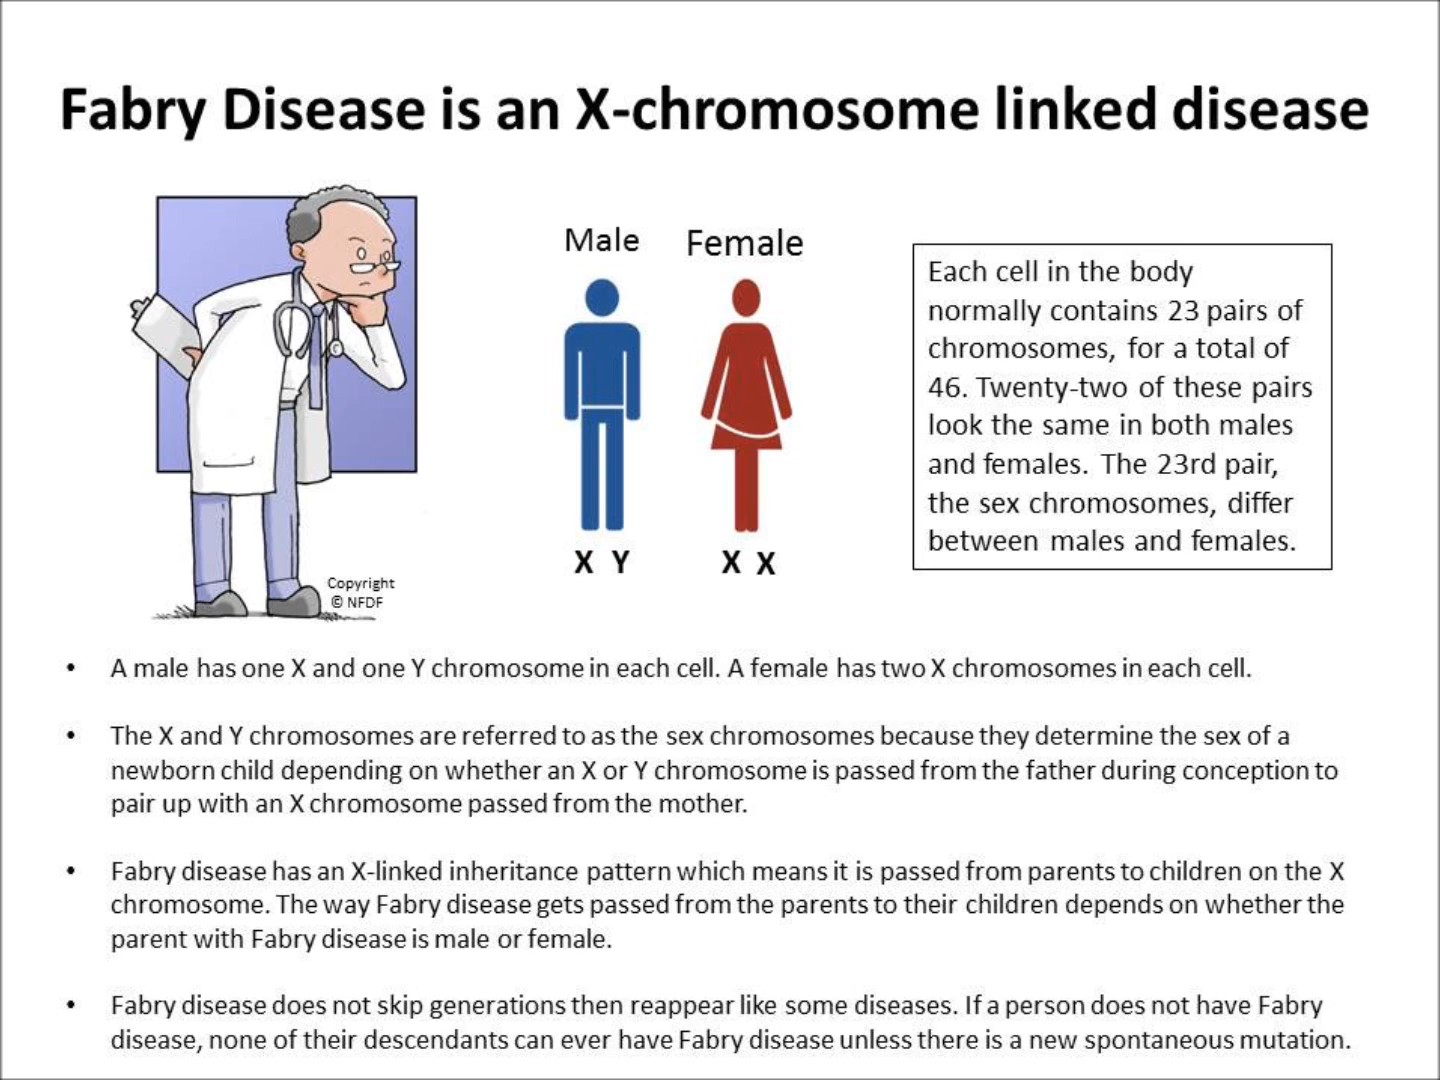 Fabry Disease is an X-chromosome linked disease
Male Female
X Y X X
Copyright
© NFDF
Each cell in the body
normally contains 23 pairs of
chromosomes, for a total of
46. Twenty-two of these pairs
look the same in both males
and females. The 23rd pair,
the sex chromosomes, differ
between males and females.
• A male has one X and one Y chromosome in each cell. A female has two X chromosomes in each cell.
• The X and Y chromosomes are referred to as the sex chromosomes because they determine the sex of a
newborn child depending on whether an X or Y chromosome is passed from the father during conception to
pair up with an X chromosome passed from the mother.
• Fabry disease has an X-linked inheritance pattern which means it is passed from parents to children on the X
chromosome. The way Fabry disease gets passed from the parents to their children depends on whether the
parent with Fabry disease is male or female.
• Fabry disease does not skip generations then reappear like some diseases. If a person does not have Fabry
disease, none of their descendants can ever have Fabry disease unless there is a new spontaneous mutation.